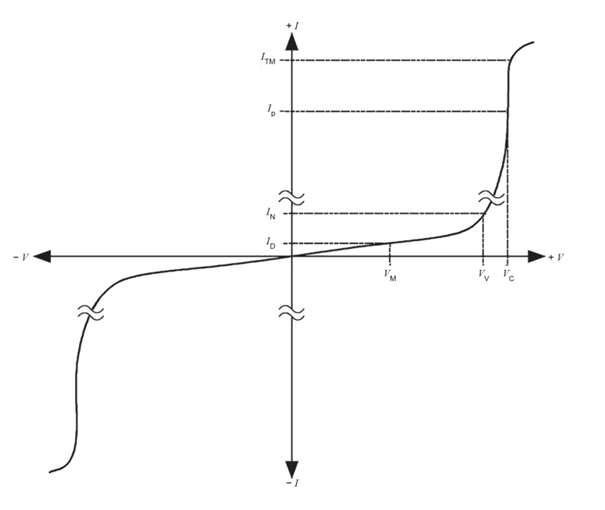 + I
I_TM
I_p
I_N
I_D
− V
+ V
V_M
V_V
V_C
− I